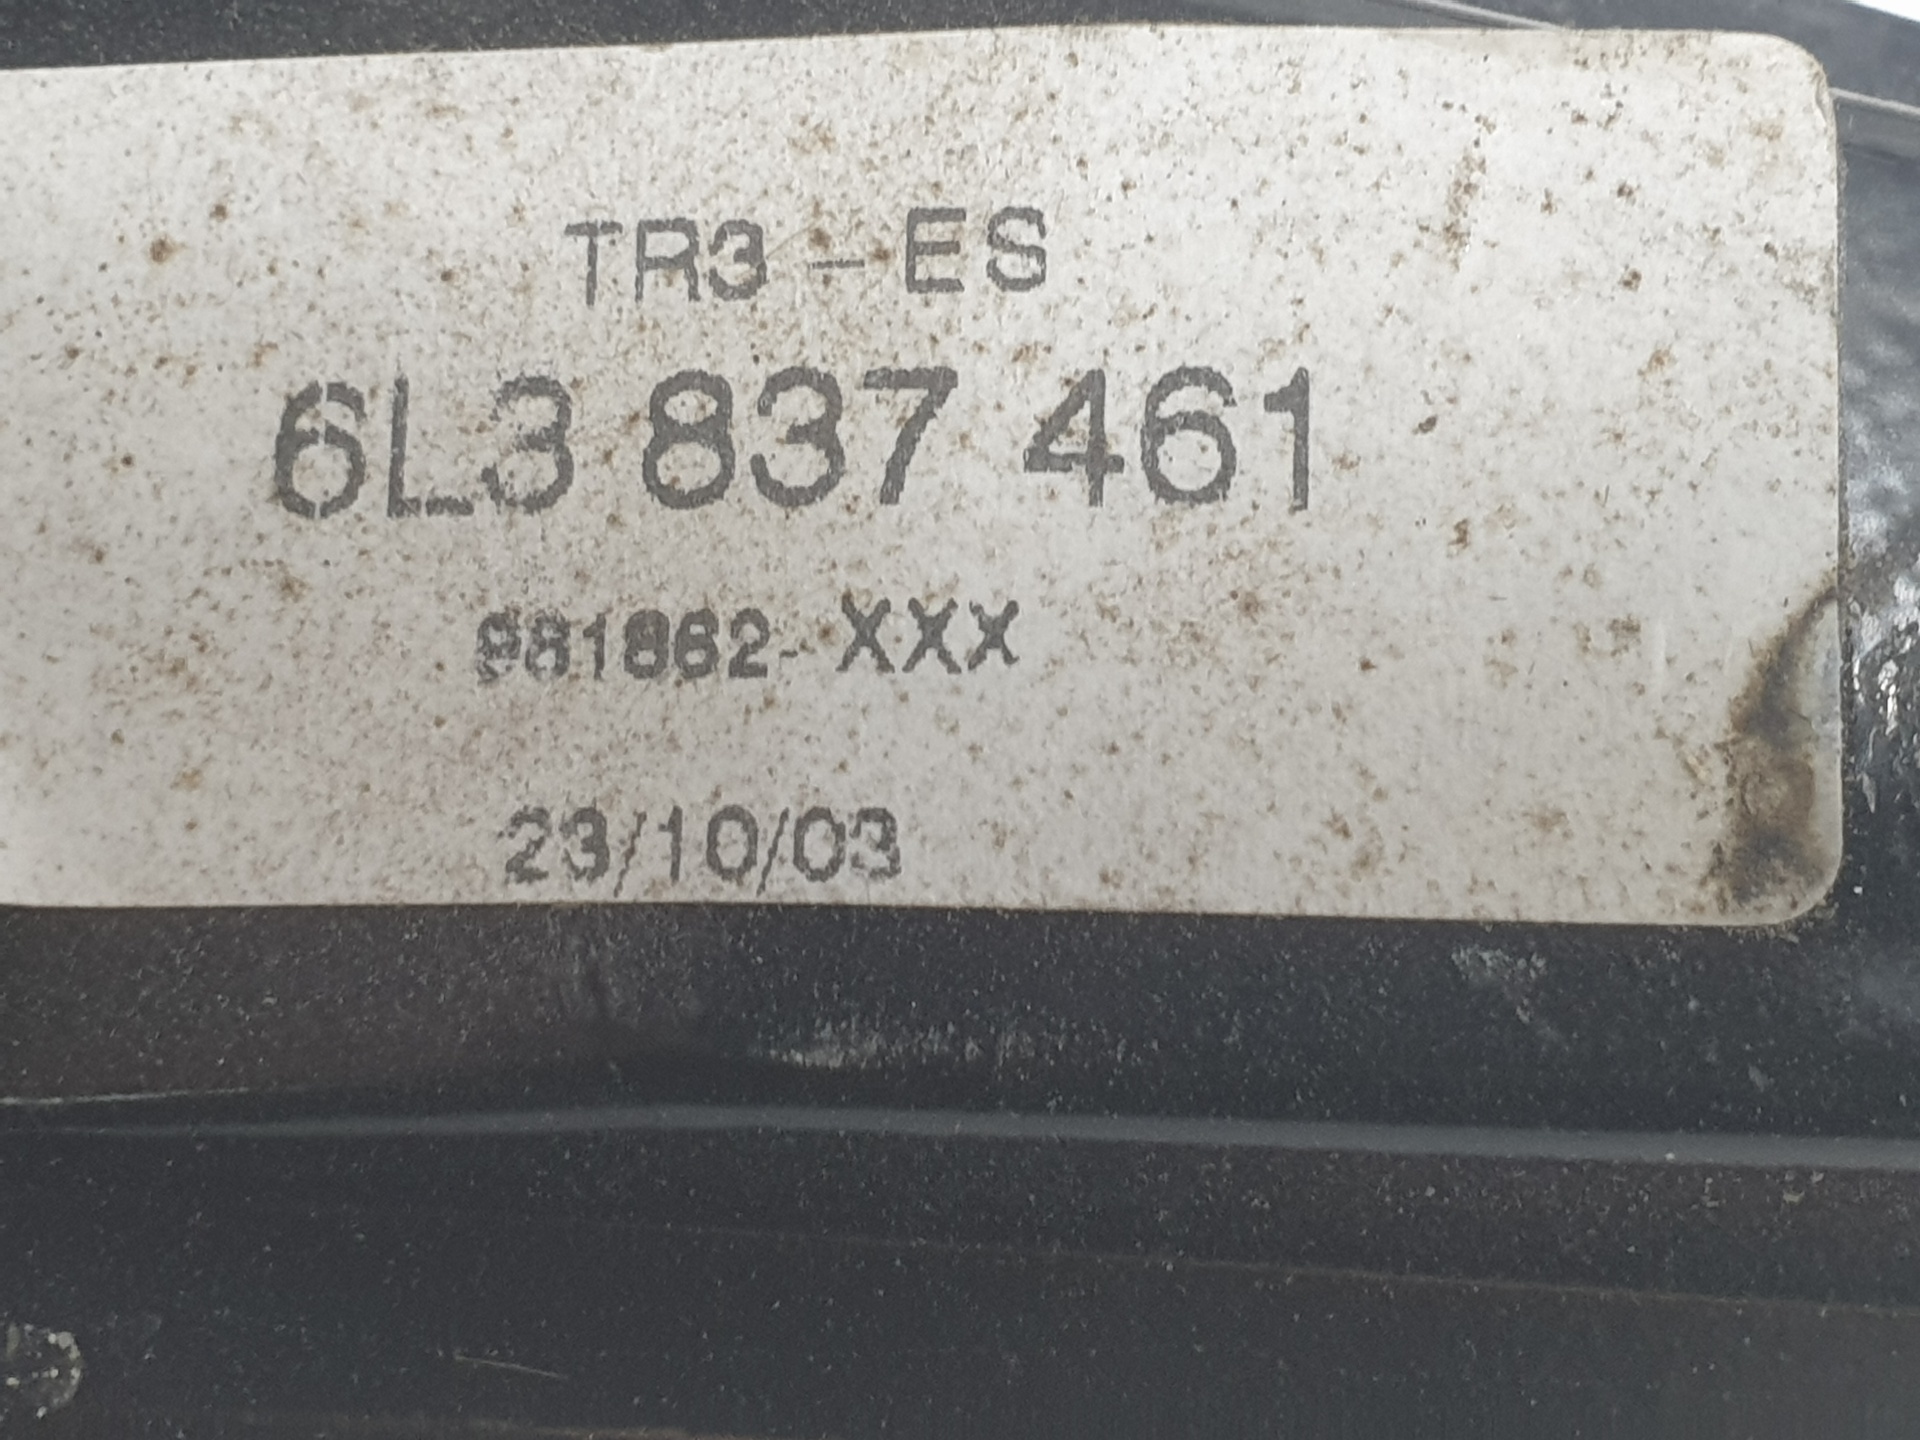 TR3 - ES
6L3 837 461
981862- XXX
23/10/03